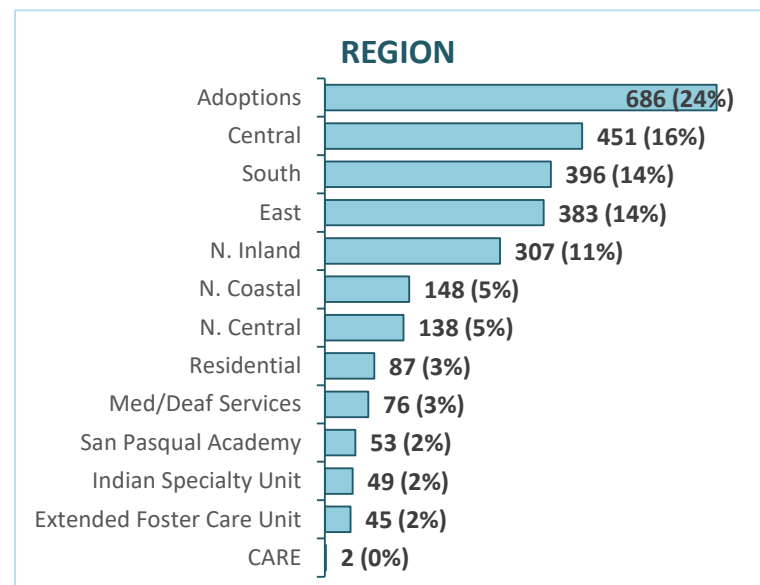 REGION
Adoptions 686 (24%)
Central 451 (16%)
South 396 (14%)
East 383 (14%)
N. Inland 307 (11%)
N. Coastal 148 (5%)
N. Central 138 (5%)
Residential 87 (3%)
Med/Deaf Services 76 (3%)
San Pasqual Academy 53 (2%)
Indian Specialty Unit 49 (2%)
Extended Foster Care Unit 45 (2%)
CARE 2 (0%)